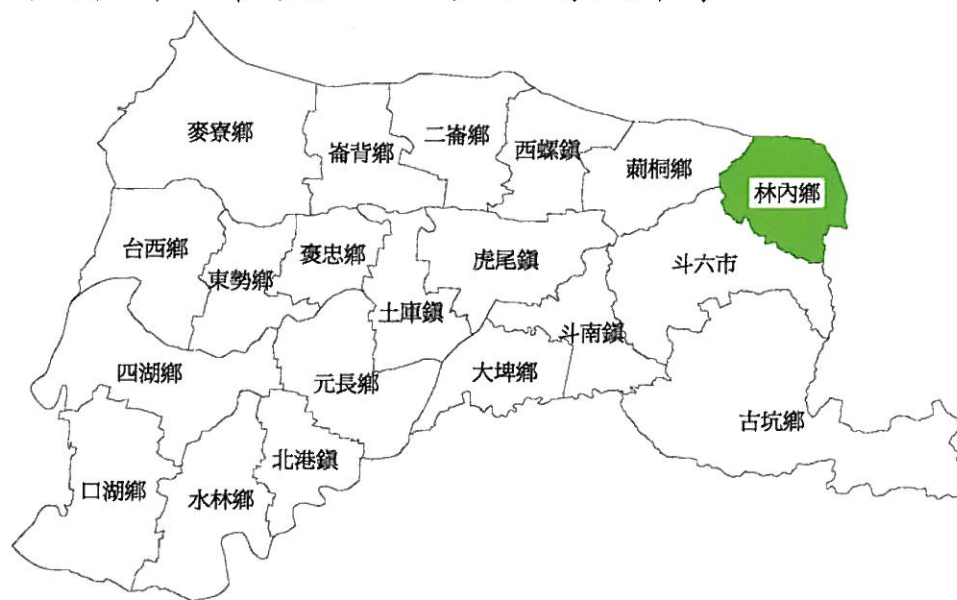 麥寮鄉
崙背鄉
二崙鄉
西螺鎮
莿桐鄉
林內鄉
台西鄉
東勢鄉
褒忠鄉
土庫鎮
虎尾鎮
斗六市
斗南鎮
四湖鄉
元長鄉
大埤鄉
古坑鄉
口湖鄉
水林鄉
北港鎮